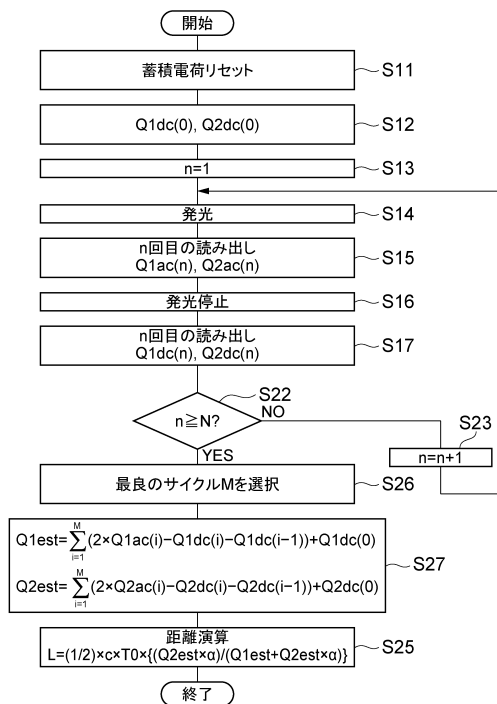 開始
蓄積電荷リセット
S11
Q1dc(0), Q2dc(0)
S12
n=1
S13
発光
S14
n回目の読み出し
Q1ac(n), Q2ac(n)
S15
発光停止
S16
n回目の読み出し
Q1dc(n), Q2dc(n)
S17
S22
n≧N?
NO
S23
n=n+1
YES
最良のサイクルMを選択
S26
Q1est=∑(2×Q1ac(i)−Q1dc(i)−Q1dc(i−1))+Q1dc(0)
M
i=1
Q2est=∑(2×Q2ac(i)−Q2dc(i)−Q2dc(i−1))+Q2dc(0)
M
i=1
S27
距離演算
L=(1/2)×c×T0×{(Q2est×α)/(Q1est+Q2est×α)}
S25
終了